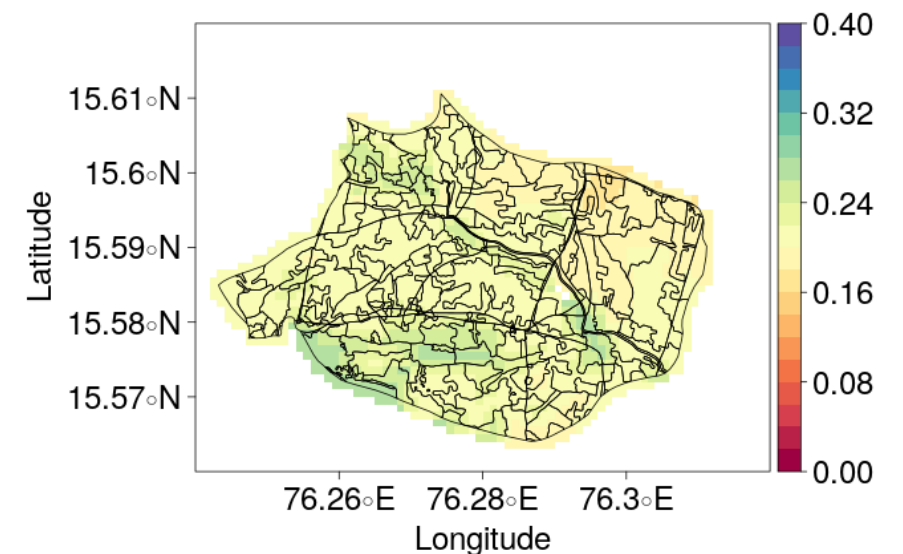 0.40
15.61◦N
0.32
15.6◦N
0.24
15.59◦N
0.16
15.58◦N
0.08
15.57◦N
0.00
Latitude
76.26◦E 76.28◦E 76.3◦E
Longitude